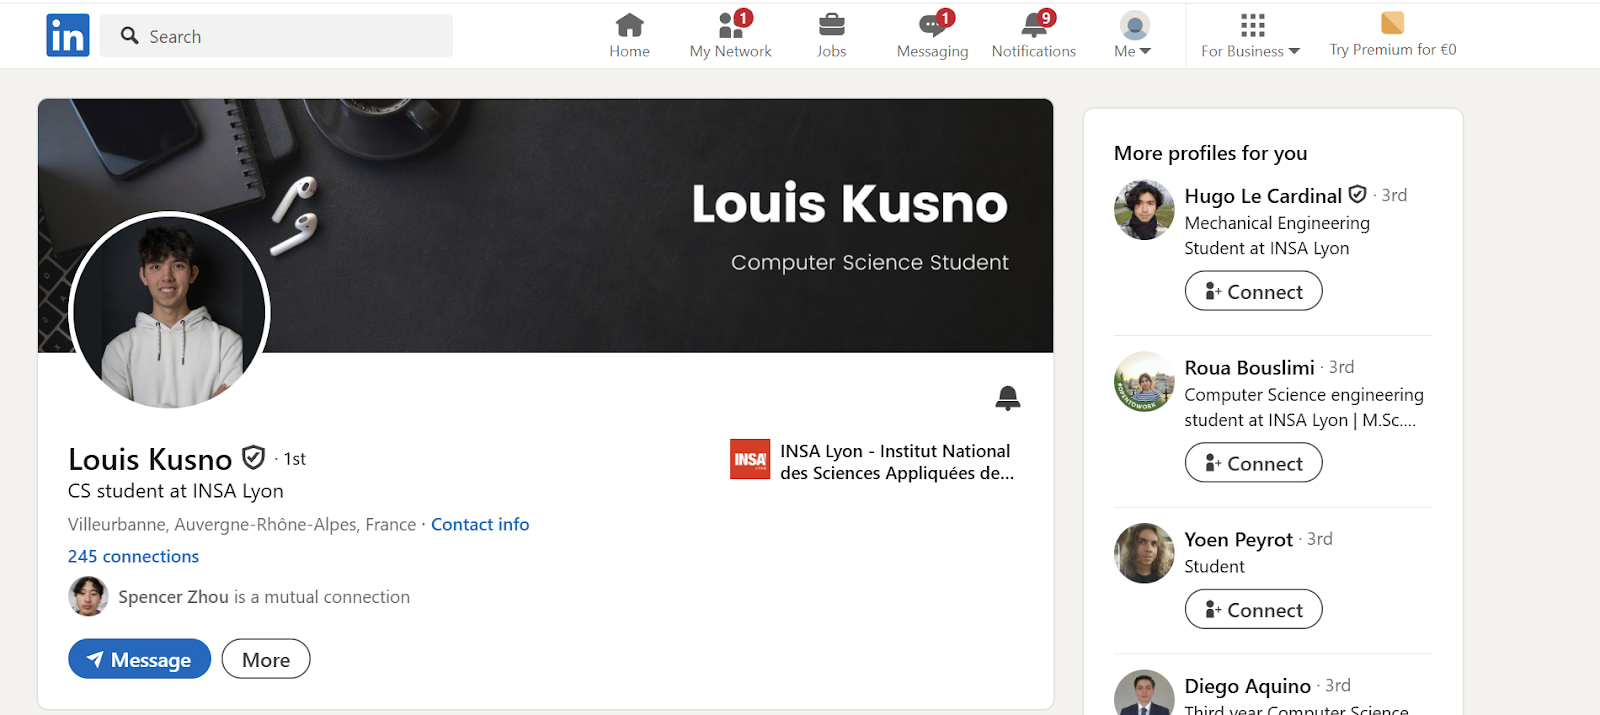 in
Search
Home
1
My Network
Jobs
1
Messaging
9
Notifications
Me
For Business
Try Premium for €0
Louis Kusno
Computer Science Student
Louis Kusno · 1st
CS student at INSA Lyon
Villeurbanne, Auvergne-Rhône-Alpes, France · Contact info
245 connections
Spencer Zhou is a mutual connection
Message
More
INSA LYON
INSA Lyon - Institut National
des Sciences Appliquées de...
More profiles for you
Hugo Le Cardinal · 3rd
Mechanical Engineering
Student at INSA Lyon
Connect
Roua Bouslimi · 3rd
#OPENTOWORK
Computer Science engineering
student at INSA Lyon | M.Sc....
Connect
Yoen Peyrot · 3rd
Student
Connect
Diego Aquino · 3rd
Third year Computer Science